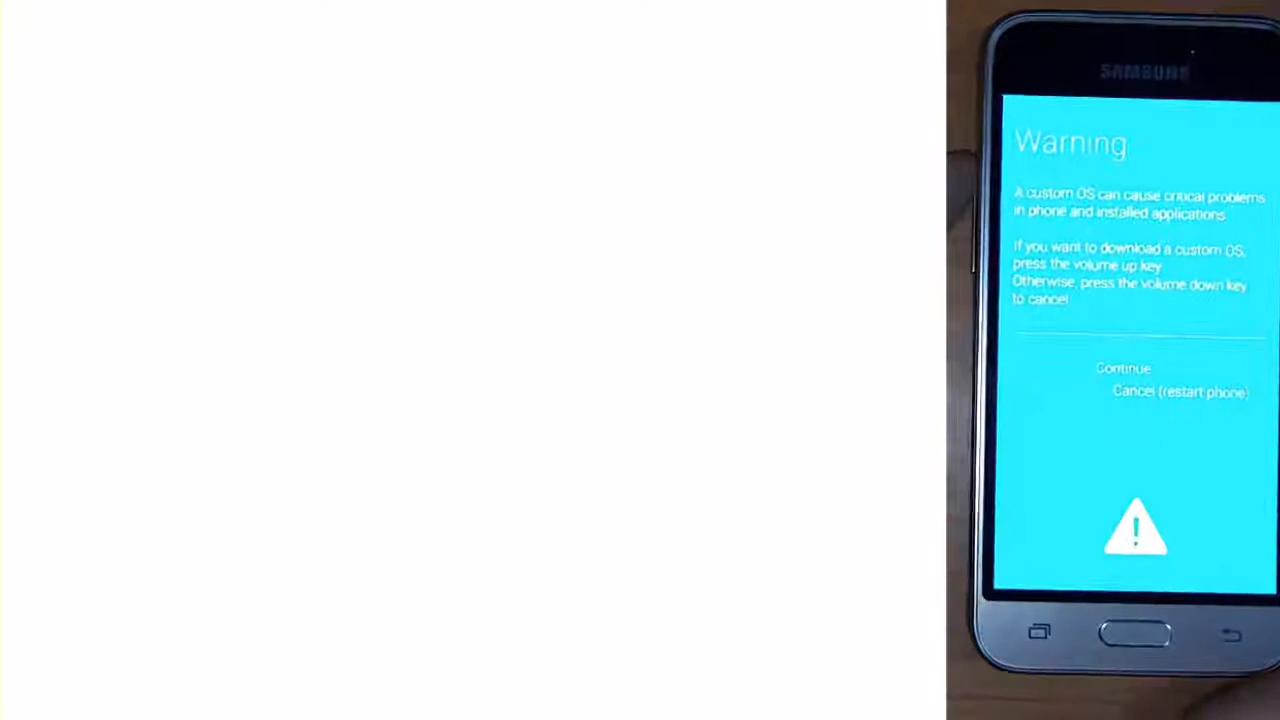 SAMSUNG
Warning
A custom OS can cause critical problems
in phone and installed applications.
If you want to download a custom OS,
press the volume up key.
Otherwise, press the volume down key
to cancel.
Continue
Cancel (restart phone)